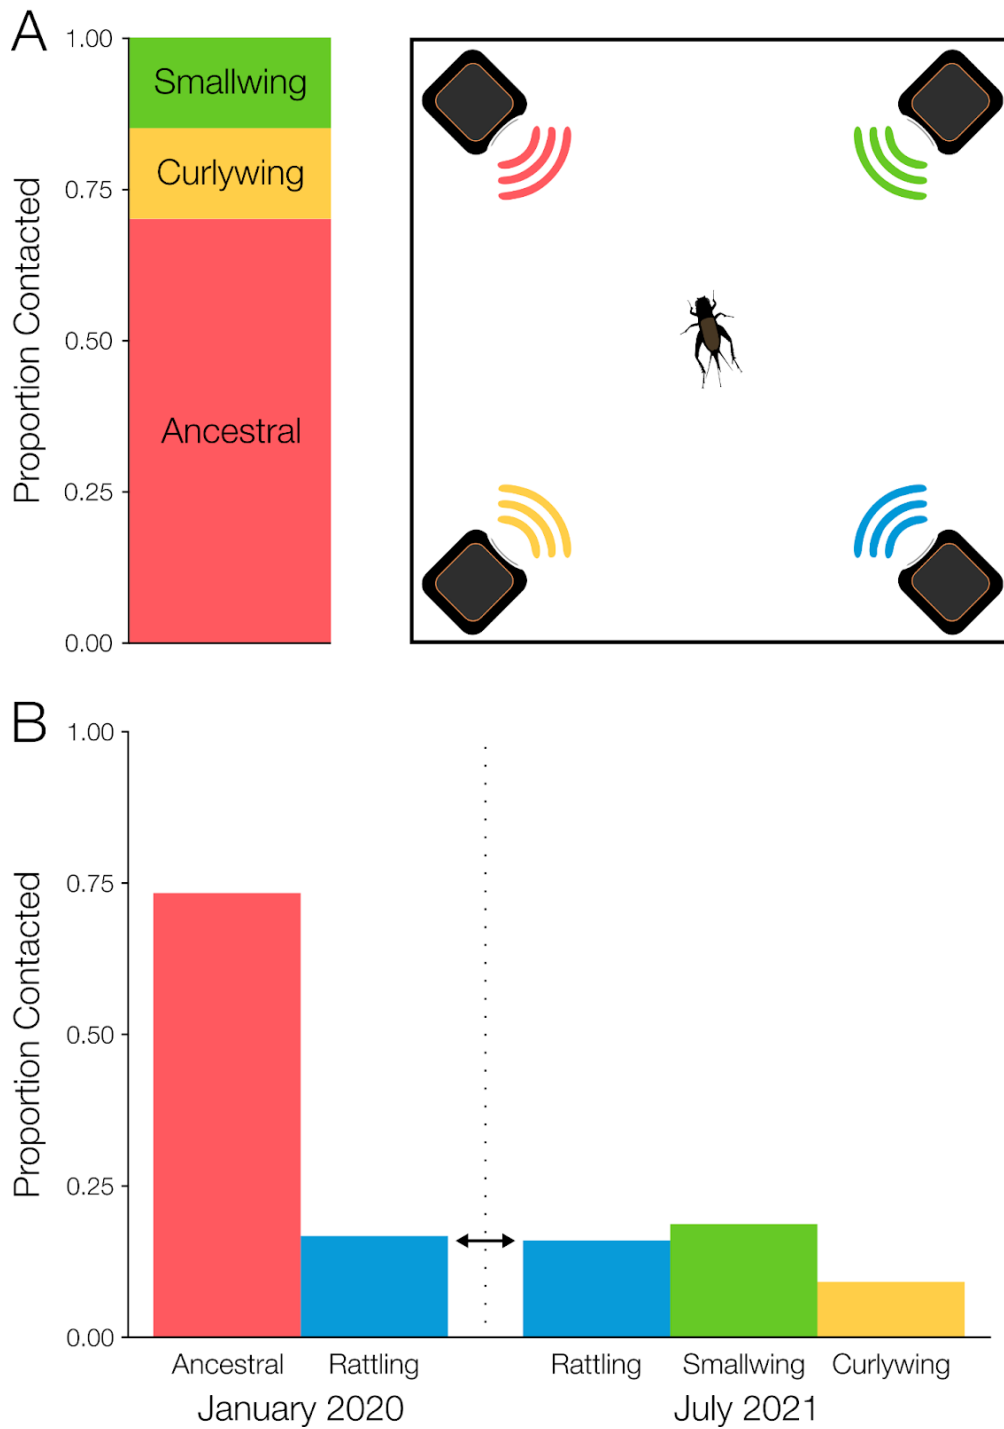 A
Proportion Contacted
1.00
0.75
0.50
0.25
0.00
Smallwing
Curlywing
Ancestral
B
Proportion Contacted
1.00
0.75
0.50
0.25
0.00
Ancestral Rattling Rattling Smallwing Curlywing
January 2020 July 2021